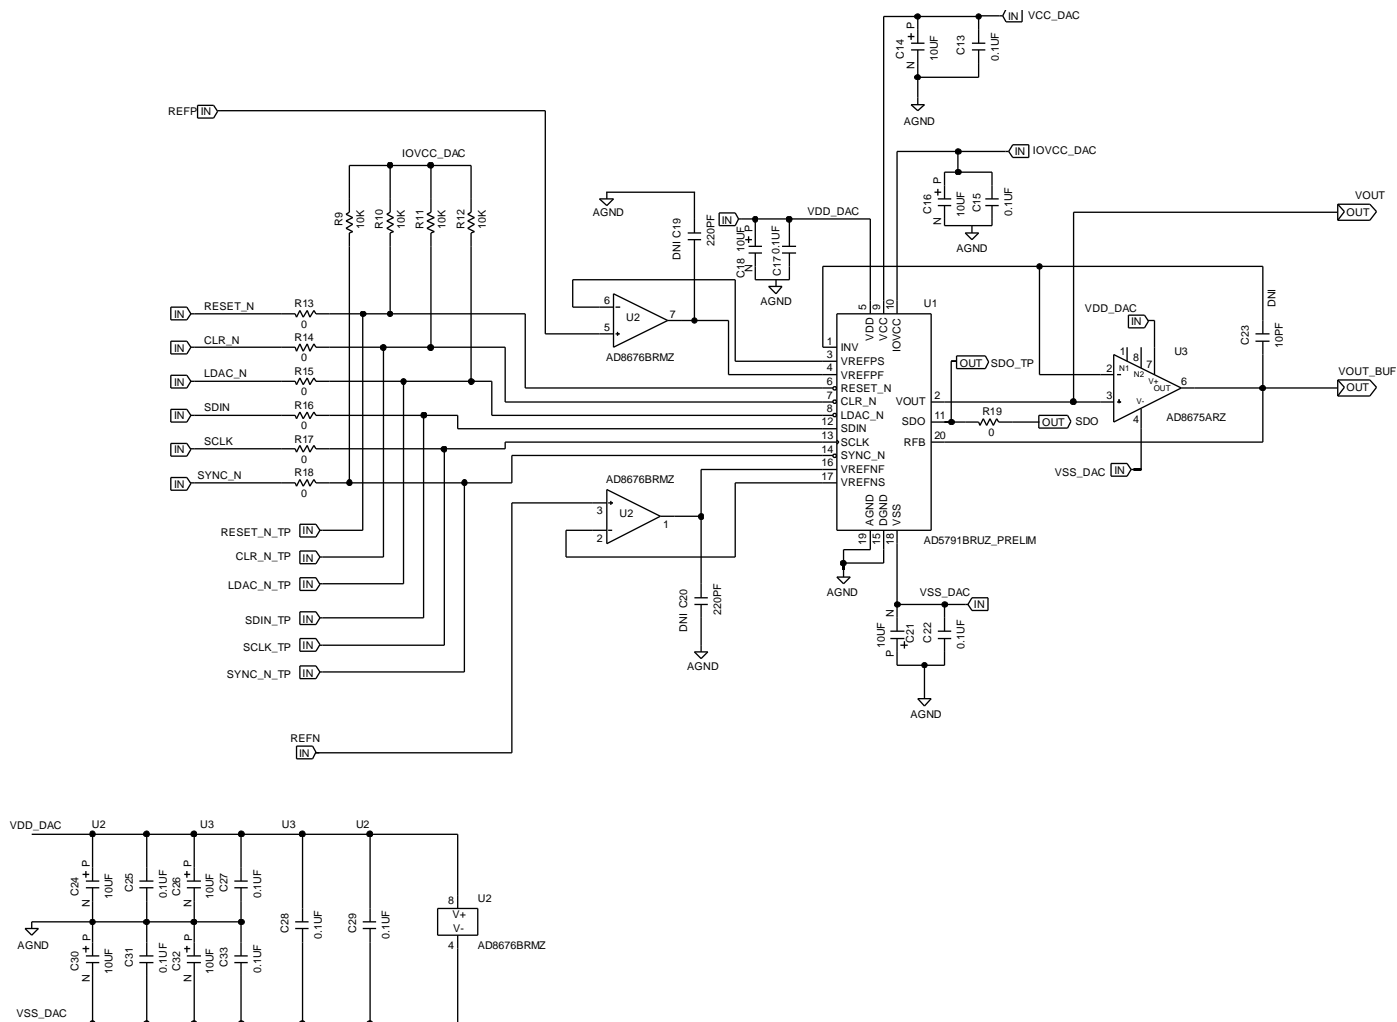 IN VCC_DAC
C14 10UF P + N
C13 0.1UF
AGND
REFP IN
IOVCC_DAC
IN IOVCC_DAC
R9 10K
R10 10K
R11 10K
R12 10K
AGND
DNI C19 220PF
IN VDD_DAC
C18 10UF P + N
C17 0.1UF
AGND
C16 10UF P + N
C15 0.1UF
AGND
VOUT
OUT
IN RESET_N R13 0
IN CLR_N R14 0
IN LDAC_N R15 0
IN SDIN R16 0
IN SCLK R17 0
IN SYNC_N R18 0
6 - U2 7
5 +
AD8676BRMZ
U1
5 VDD
9 VCC
10 IOVCC
1 INV
3 VREFPS
4 VREFPF
6 RESET_N
7 CLR_N
8 LDAC_N
12 SDIN
13 SCLK
14 SYNC_N
16 VREFNF
17 VREFNS
VOUT 2
SDO 11
RFB 20
19 AGND
15 DGND
18 VSS
AD5791BRUZ_PRELIM
OUT SDO_TP
R19 0
OUT SDO
VDD_DAC
IN
U3
1 N1
8 N2
7 V+
2 -
3 +
OUT 6
V- 4
AD8675ARZ
VSS_DAC IN
DNI
C23 10PF
VOUT_BUF
OUT
AD8676BRMZ
3 + U2 1
2 -
RESET_N_TP IN
CLR_N_TP IN
LDAC_N_TP IN
SDIN_TP IN
SCLK_TP IN
SYNC_N_TP IN
DNI C20 220PF
AGND
AGND
VSS_DAC IN
10UF C21 N P +
C22 0.1UF
AGND
REFN
IN
VDD_DAC U2 U3 U3 U2
C24 10UF P + N
C25 0.1UF
C26 10UF P + N
C27 0.1UF
C28 0.1UF
C29 0.1UF
8 U2
V+
V-
4 AD8676BRMZ
AGND
C30 10UF P + N
C31 0.1UF
C32 10UF P + N
C33 0.1UF
VSS_DAC